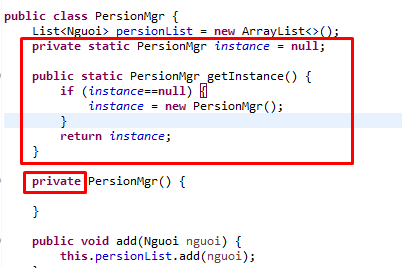 public class PersionMgr {
List<Nguoi> persionList = new ArrayList<>();
private static PersionMgr instance = null;
public static PersionMgr getInstance() {
if (instance==null) {
instance = new PersionMgr();
}
return instance;
}
private PersionMgr() {
}
public void add(Nguoi nguoi) {
this.persionList.add(nguoi);
}